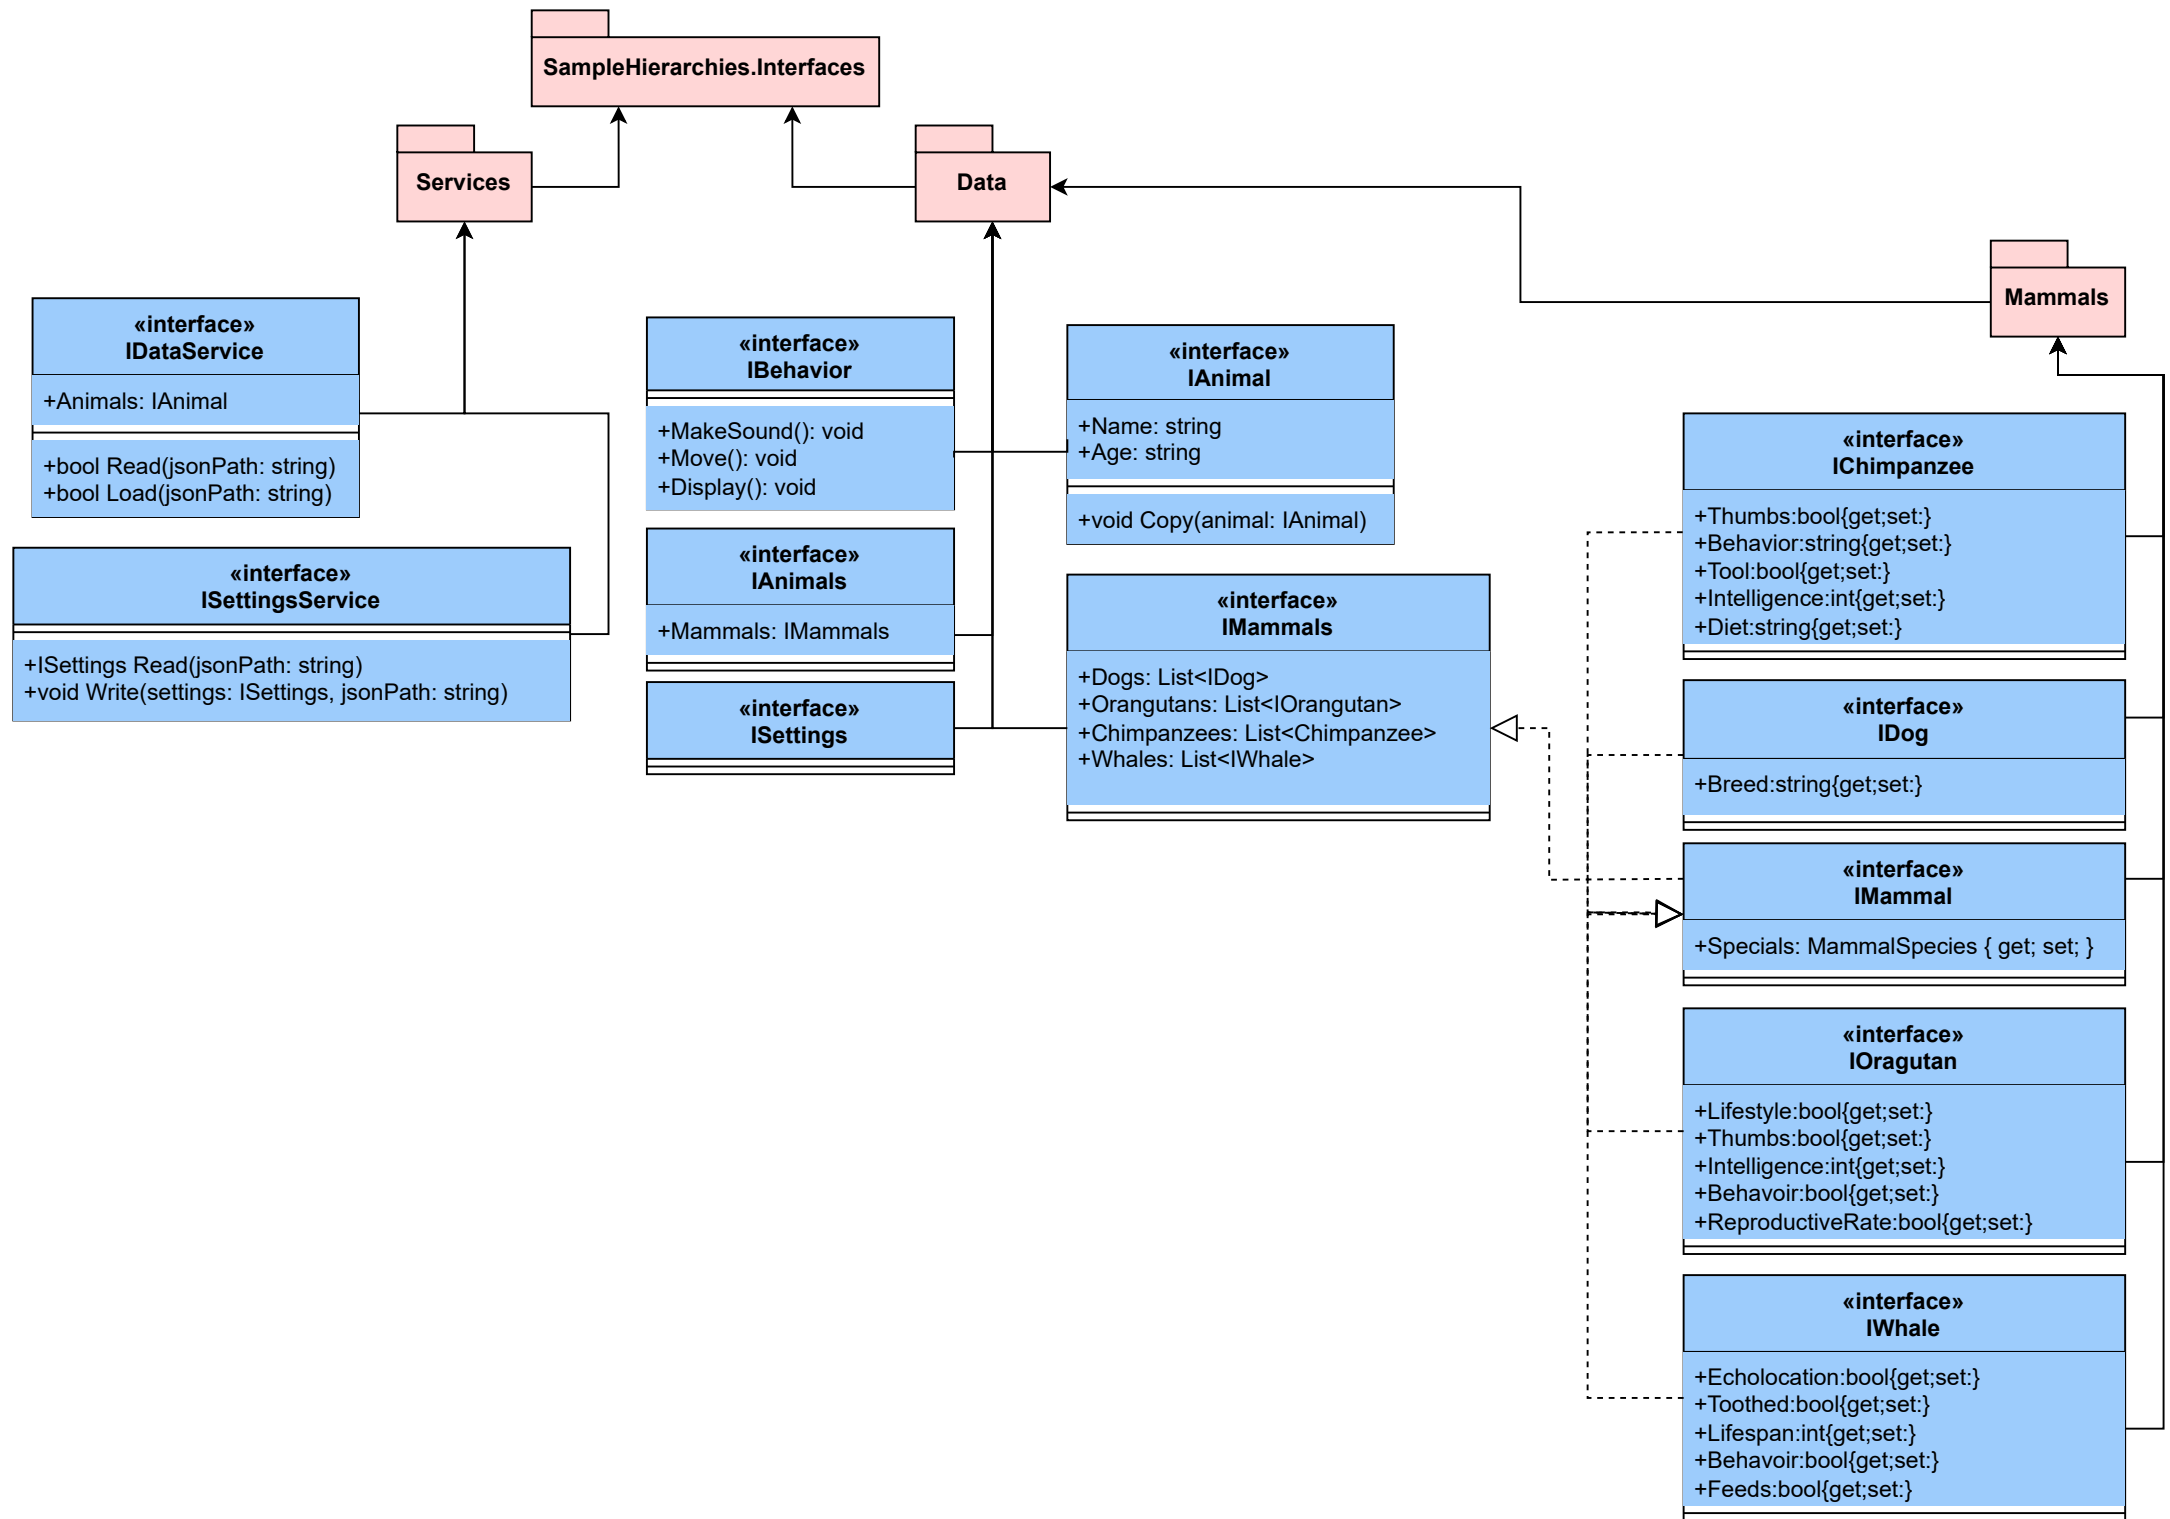 SampleHierarchies.Interfaces
Services
Data
Mammals
«interface»
IDataService
+Animals: IAnimal
+bool Read(jsonPath: string)
+bool Load(jsonPath: string)
«interface»
ISettingsService
+ISettings Read(jsonPath: string)
+void Write(settings: ISettings, jsonPath: string)
«interface»
IBehavior
+MakeSound(): void
+Move(): void
+Display(): void
«interface»
IAnimals
+Mammals: IMammals
«interface»
ISettings
«interface»
IAnimal
+Name: string
+Age: string
+void Copy(animal: IAnimal)
«interface»
IMammals
+Dogs: List<IDog>
+Orangutans: List<IOrangutan>
+Chimpanzees: List<Chimpanzee>
+Whales: List<IWhale>
«interface»
IChimpanzee
+Thumbs:bool{get;set:}
+Behavior:string{get;set:}
+Tool:bool{get;set:}
+Intelligence:int{get;set:}
+Diet:string{get;set:}
«interface»
IDog
+Breed:string{get;set:}
«interface»
IMammal
+Specials: MammalSpecies { get; set; }
«interface»
IOragutan
+Lifestyle:bool{get;set:}
+Thumbs:bool{get;set:}
+Intelligence:int{get;set:}
+Behavoir:bool{get;set:}
+ReproductiveRate:bool{get;set:}
«interface»
IWhale
+Echolocation:bool{get;set:}
+Toothed:bool{get;set:}
+Lifespan:int{get;set:}
+Behavoir:bool{get;set:}
+Feeds:bool{get;set:}